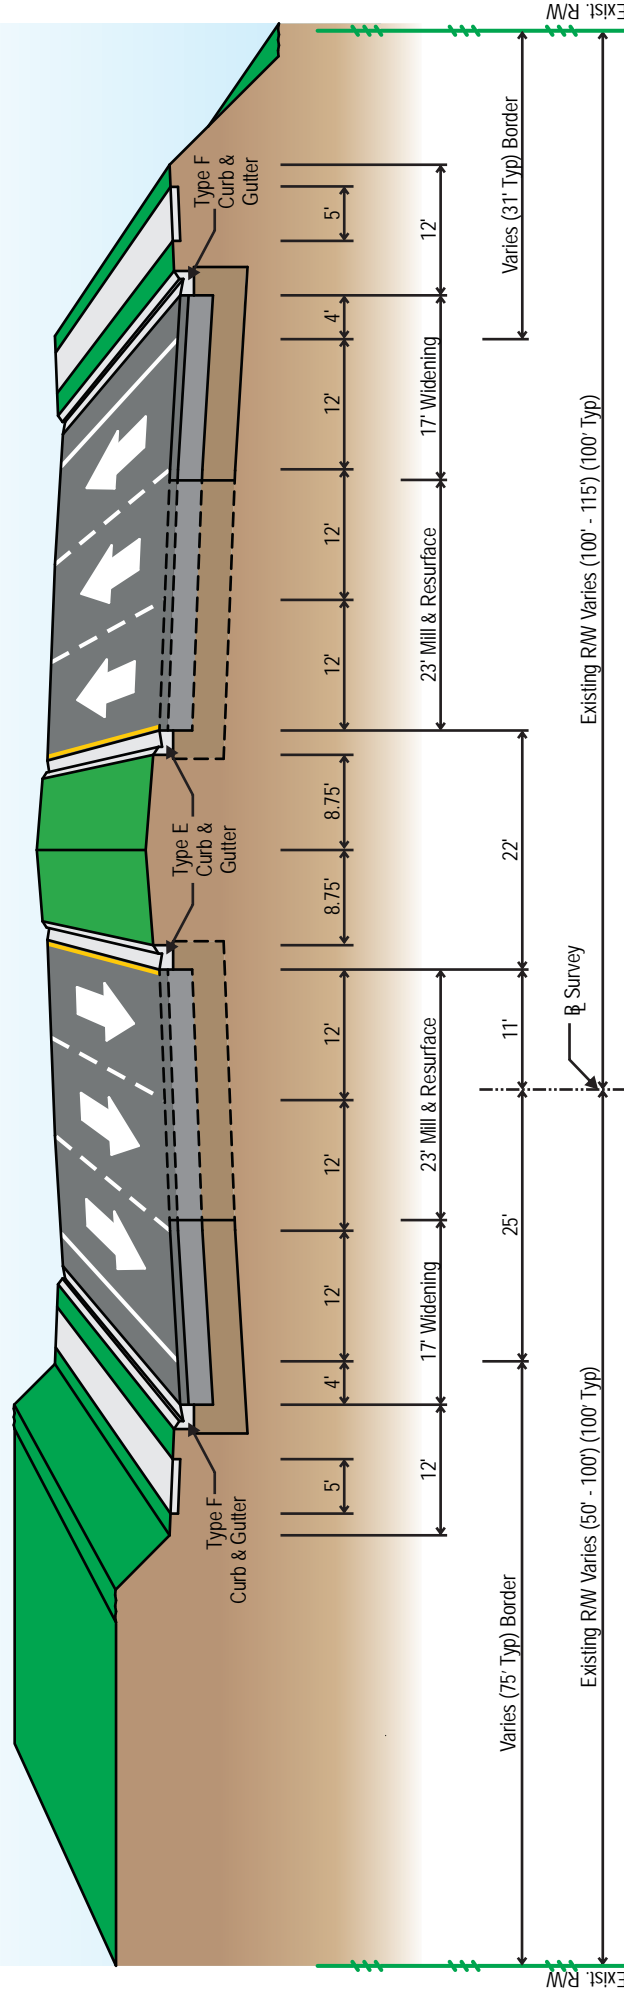 Type F
Curb & Gutter
Type E
Curb &
Gutter
Type F
Curb &
Gutter
5'
4'
12'
12'
12'
8.75'
8.75'
12'
12'
12'
4'
5'
12'
17' Widening
23' Mill & Resurface
23' Mill & Resurface
17' Widening
12'
Varies (75' Typ) Border
25'
11'
22'
Varies (31' Typ) Border
BL Survey
Existing R/W Varies (50' - 100') (100' Typ)
Existing R/W Varies (100' - 115') (100' Typ)
Exist. R/W
Exist. R/W